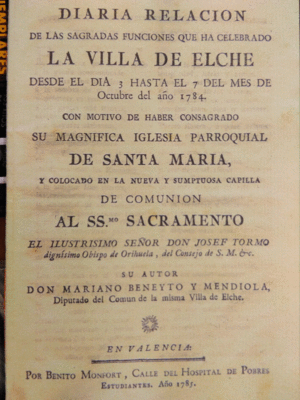 EJEMPLARES
DIARIA RELACION
DE LAS SAGRADAS FUNCIONES QUE HA CELEBRADO
LA VILLA DE ELCHE
DESDE EL DIA 3 HASTA EL 7 DEL MES DE
Octubre del año 1784.
CON MOTIVO DE HABER CONSAGRADO
SU MAGNIFICA IGLESIA PARROQUIAL
DE SANTA MARIA,
Y COLOCADO EN LA NUEVA Y SUMPTUOSA CAPILLA
DE COMUNION
AL SS.MO SACRAMENTO
EL ILUSTRISIMO SEÑOR DON JOSEF TORMO
dignísimo Obispo de Orihuela, del Consejo de S. M. &c.
SU AUTOR
DON MARIANO BENEYTO Y MENDIOLA,
Diputado del Comun de la misma Villa de Elche.
EN VALENCIA:
POR BENITO MONFORT, CALLE DEL HOSPITAL DE POBRES
ESTUDIANTES. Año 1785.